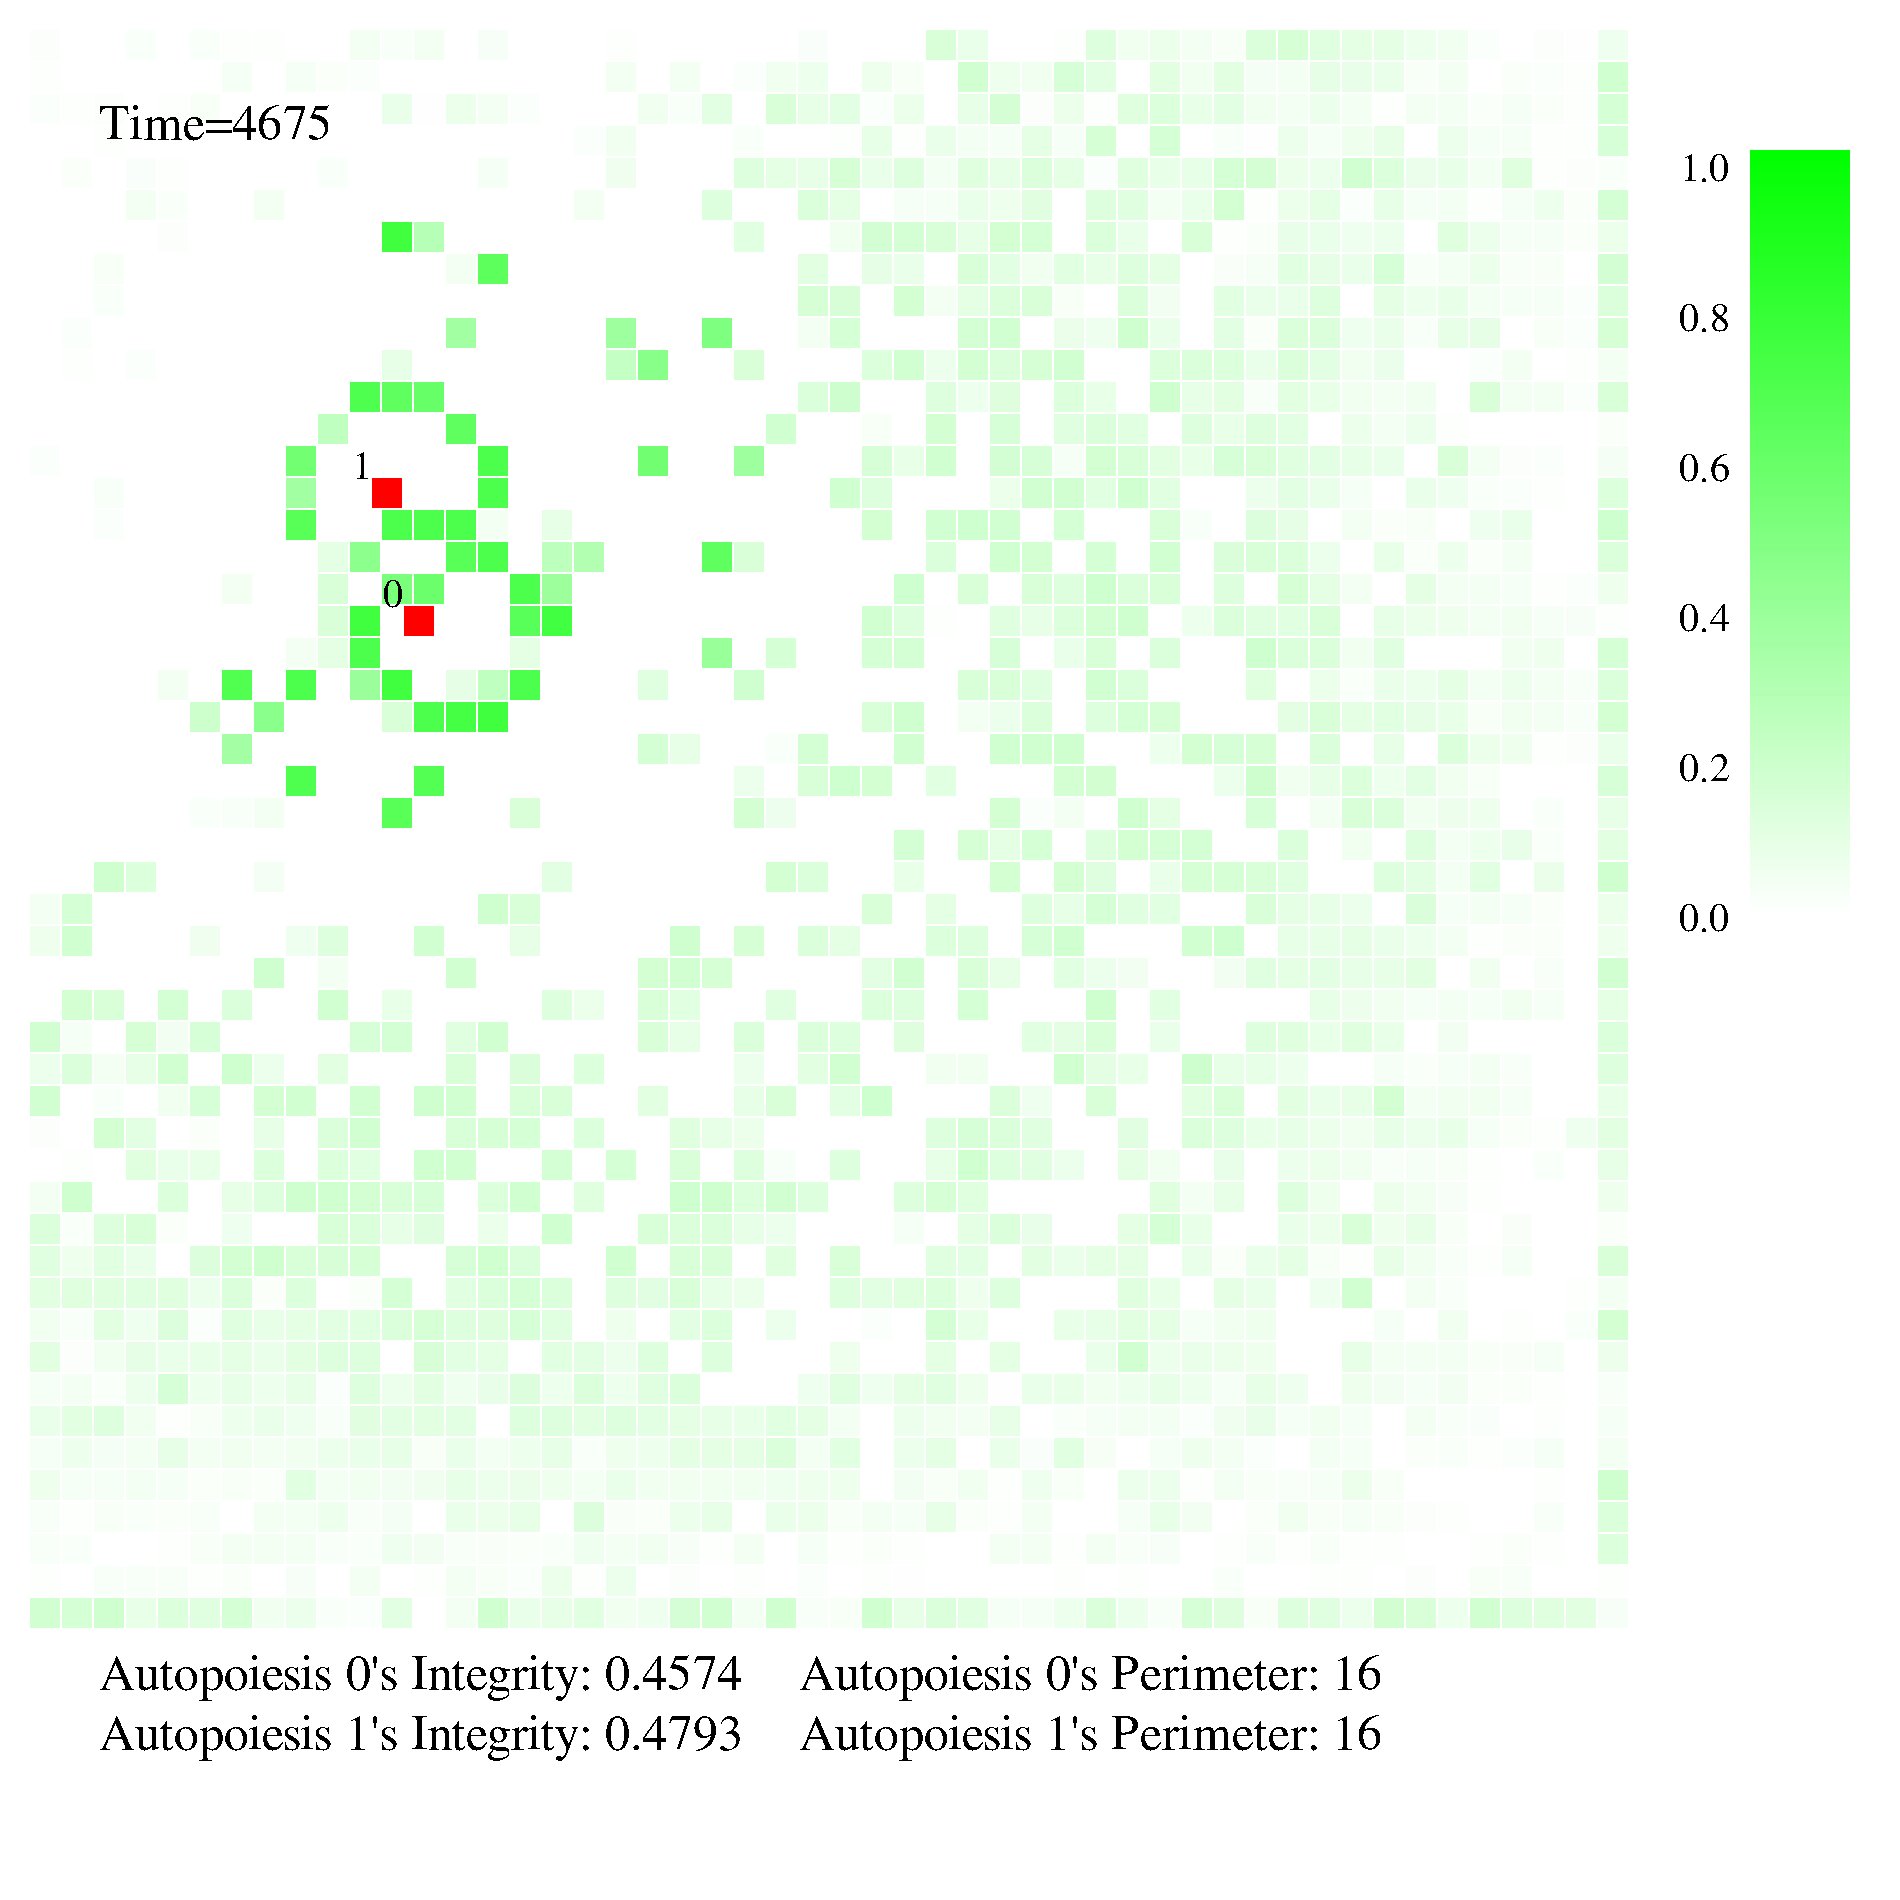 Time=4675
1.0
0.8
0.6
0.4
0.2
0.0
1
0
Autopoiesis 0's Integrity: 0.4574 Autopoiesis 0's Perimeter: 16
Autopoiesis 1's Integrity: 0.4793 Autopoiesis 1's Perimeter: 16